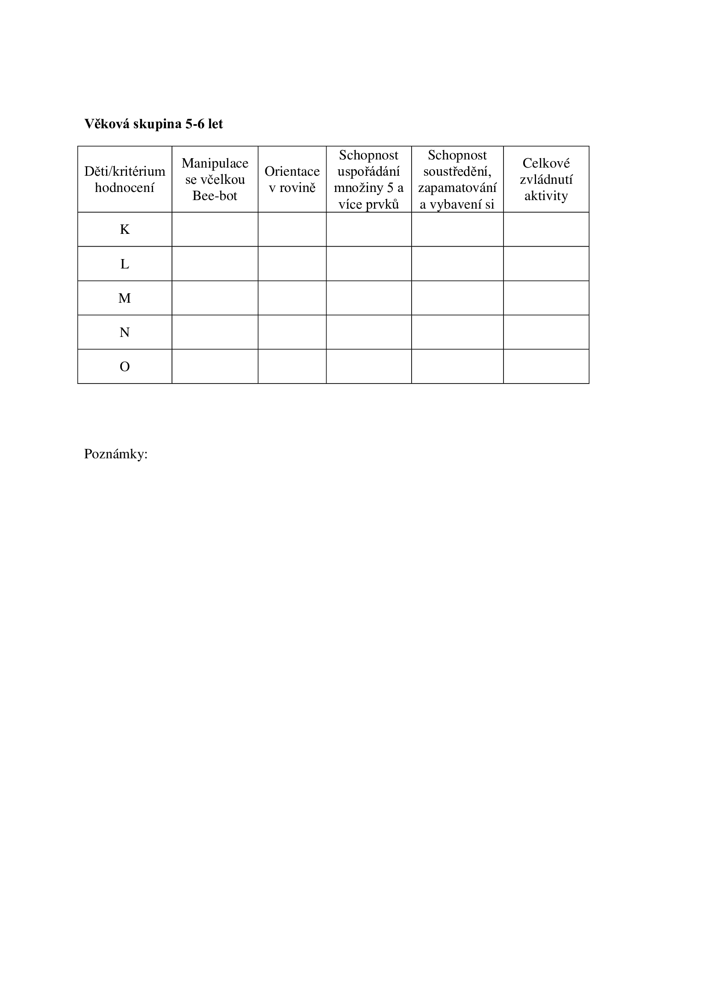 Věková skupina 5-6 let
Děti/kritérium
hodnocení
Manipulace
se včelkou
Bee-bot
Orientace
v rovině
Schopnost
uspořádání
množiny 5 a
více prvků
Schopnost
soustředění,
zapamatování
a vybavení si
Celkové
zvládnutí
aktivity
K
L
M
N
O
Poznámky: